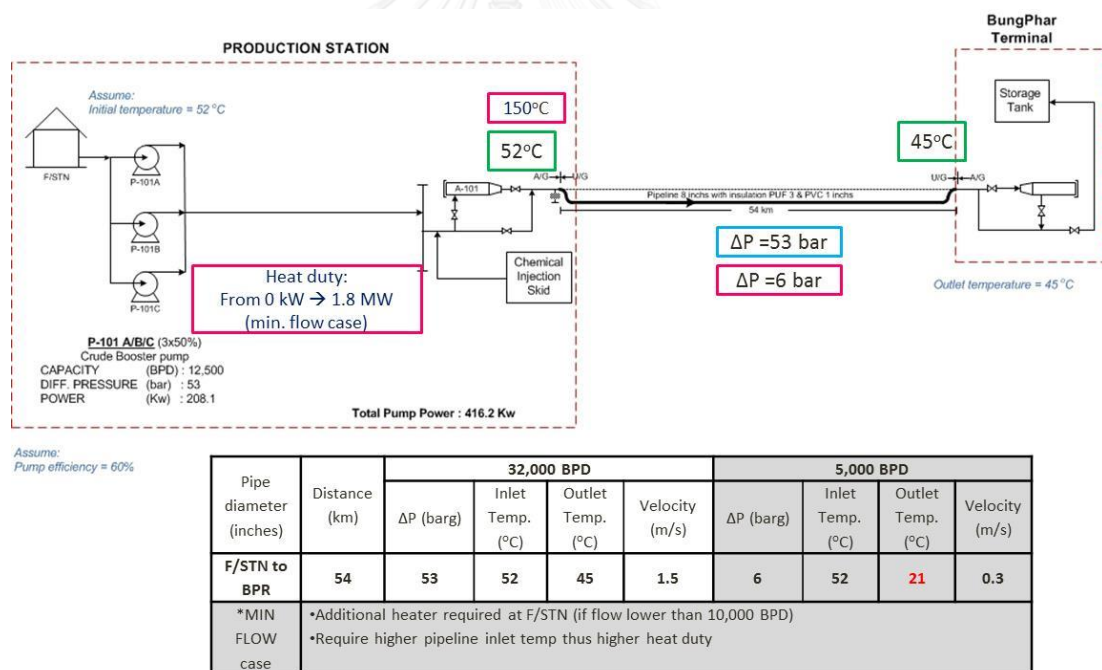 BungPhar
Terminal
PRODUCTION STATION
Assume:
Initial temperature = 52 °C
F/STN
P-101A
P-101B
P-101C
150°C
52°C
A/G
U/G
A-101
Chemical
Injection
Skid
Heat duty:
From 0 kW → 1.8 MW
(min. flow case)
P-101 A/B/C (3x50%)
Crude Booster pump
CAPACITY (BPD) : 12,500
DIFF. PRESSURE (bar) : 53
POWER (Kw) : 208.1
Total Pump Power : 416.2 Kw
Pipeline 8 inchs with insulation PUF 3 & PVC 1 inchs
54 km
ΔP =53 bar
ΔP =6 bar
45°C
U/G
A/G
Storage
Tank
Outlet temperature = 45°C
Assume:
Pump efficiency = 60%
Pipe diameter (inches) Distance (km) 32,000 BPD 5,000 BPD
ΔP (barg) Inlet Temp. (°C) Outlet Temp. (°C) Velocity (m/s) ΔP (barg) Inlet Temp. (°C) Outlet Temp. (°C) Velocity (m/s)
F/STN to BPR 54 53 52 45 1.5 6 52 21 0.3
*MIN FLOW case
•Additional heater required at F/STN (if flow lower than 10,000 BPD)
•Require higher pipeline inlet temp thus higher heat duty